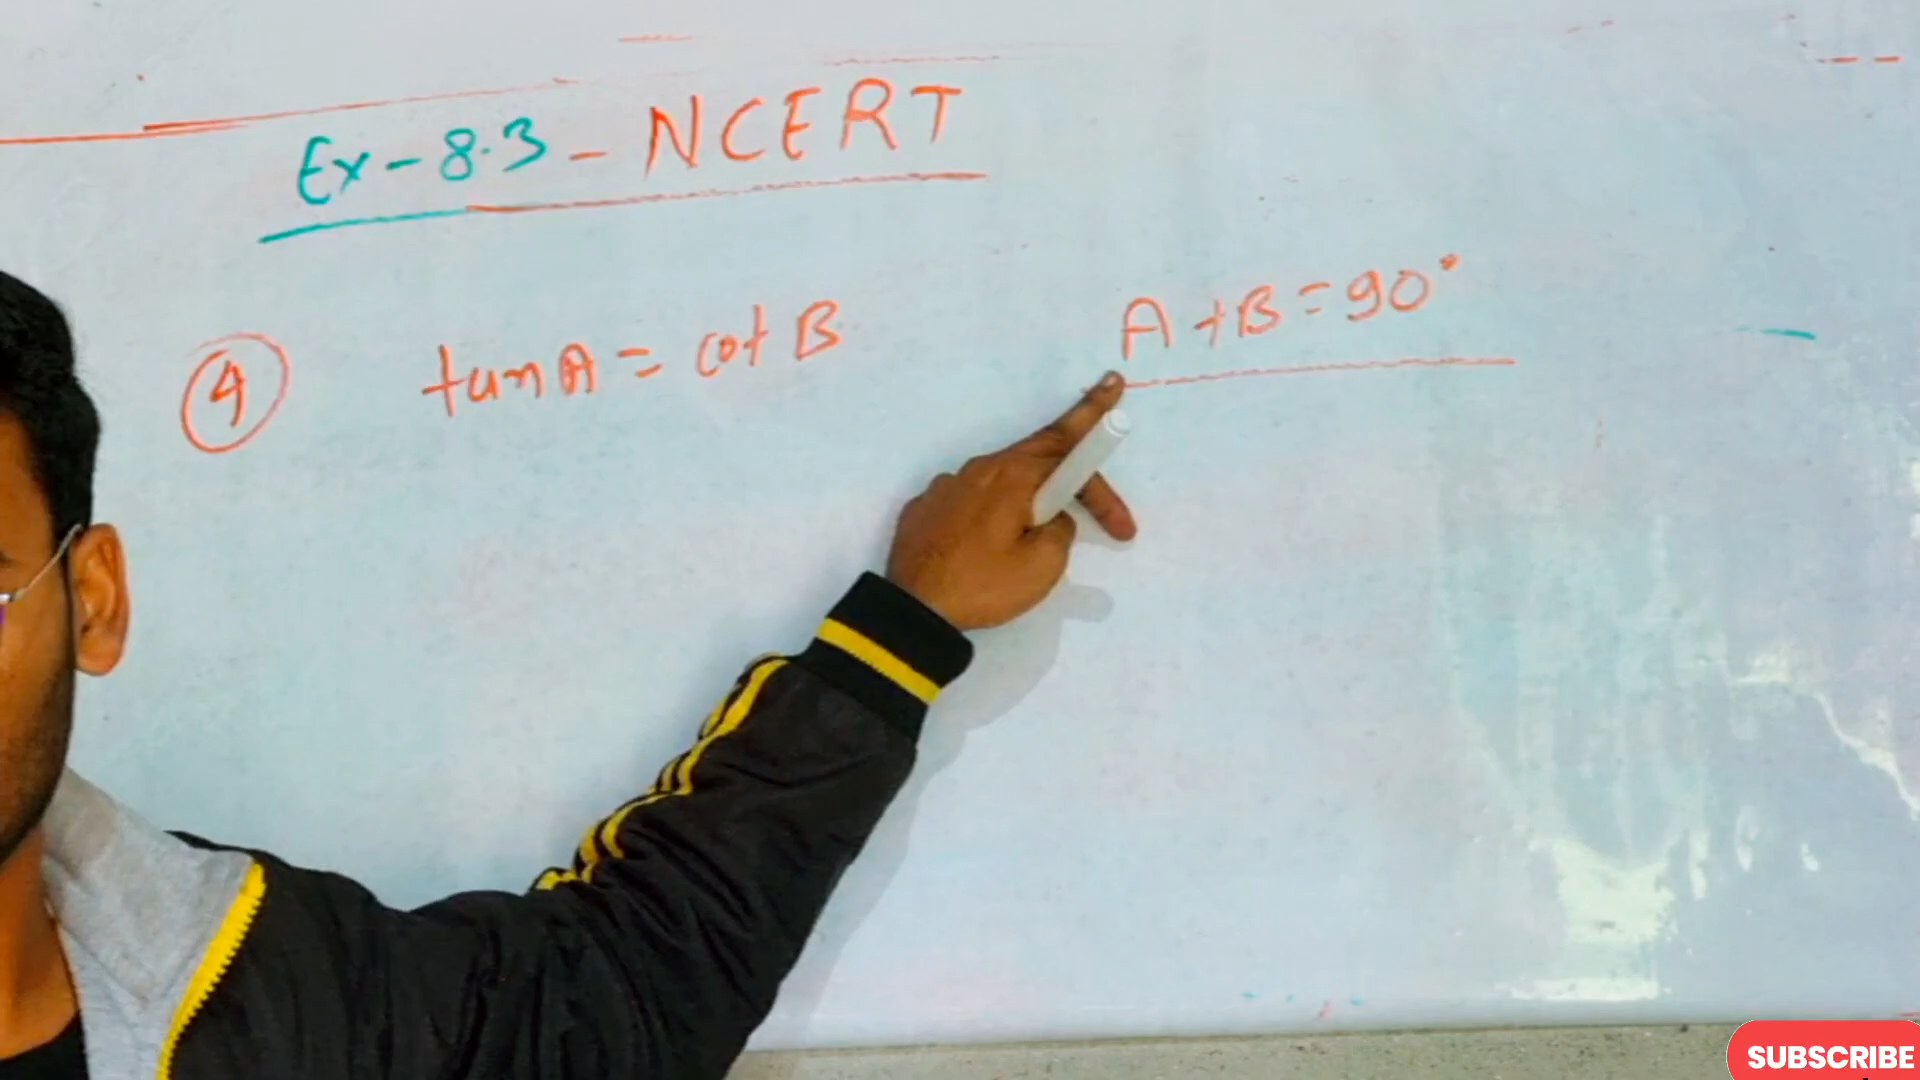 Ex-8.3 - NCERT
④ tanA = cot B A+B=90°
SUBSCRIBE